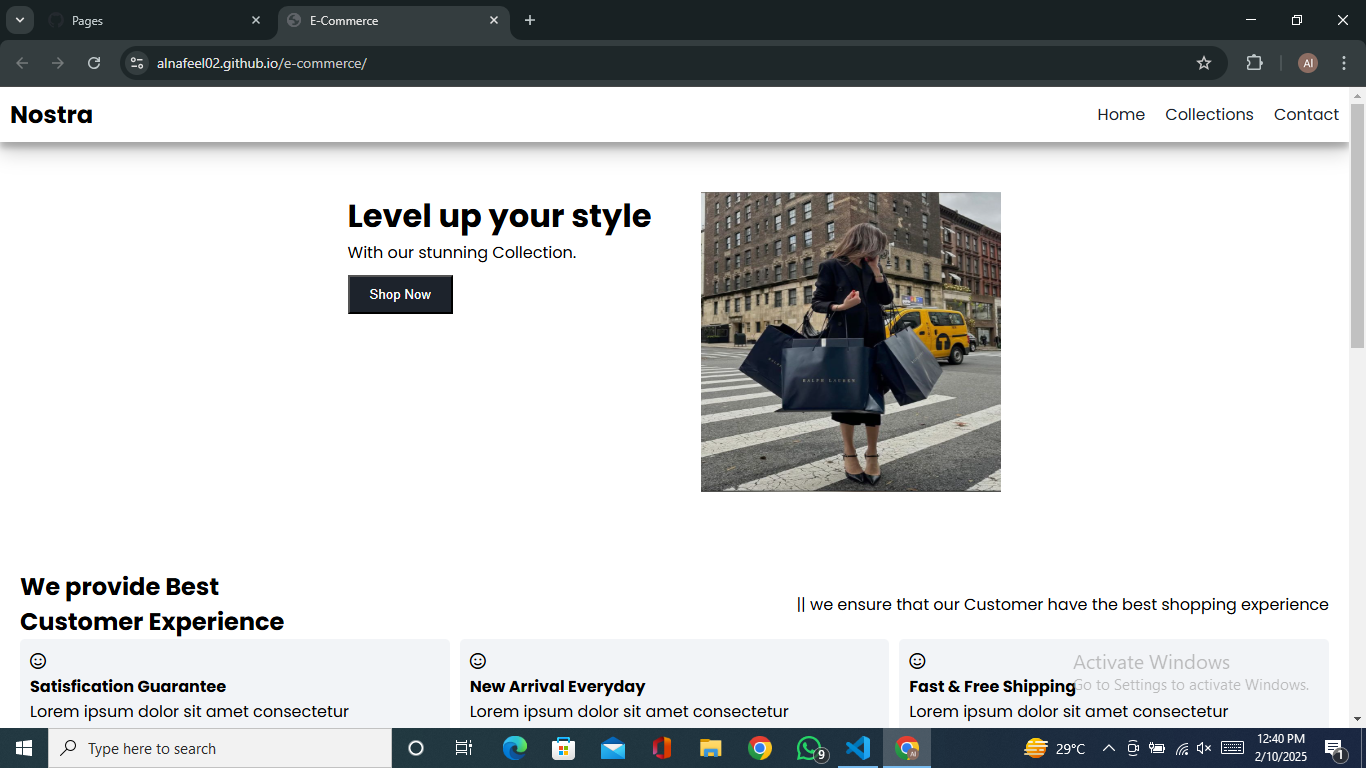 Pages
E-Commerce
alnafeel02.github.io/e-commerce/
AI
Nostra
Home Collections Contact
Level up your style
With our stunning Collection.
Shop Now
RALPH LAUREN
We provide Best
Customer Experience
|| we ensure that our Customer have the best shopping experience
Satisfication Guarantee
Lorem ipsum dolor sit amet consectetur
New Arrival Everyday
Lorem ipsum dolor sit amet consectetur
Fast & Free Shipping
Lorem ipsum dolor sit amet consectetur
Activate Windows
Go to Settings to activate Windows.
Type here to search
9
AI
29°C
12:40 PM
2/10/2025
1